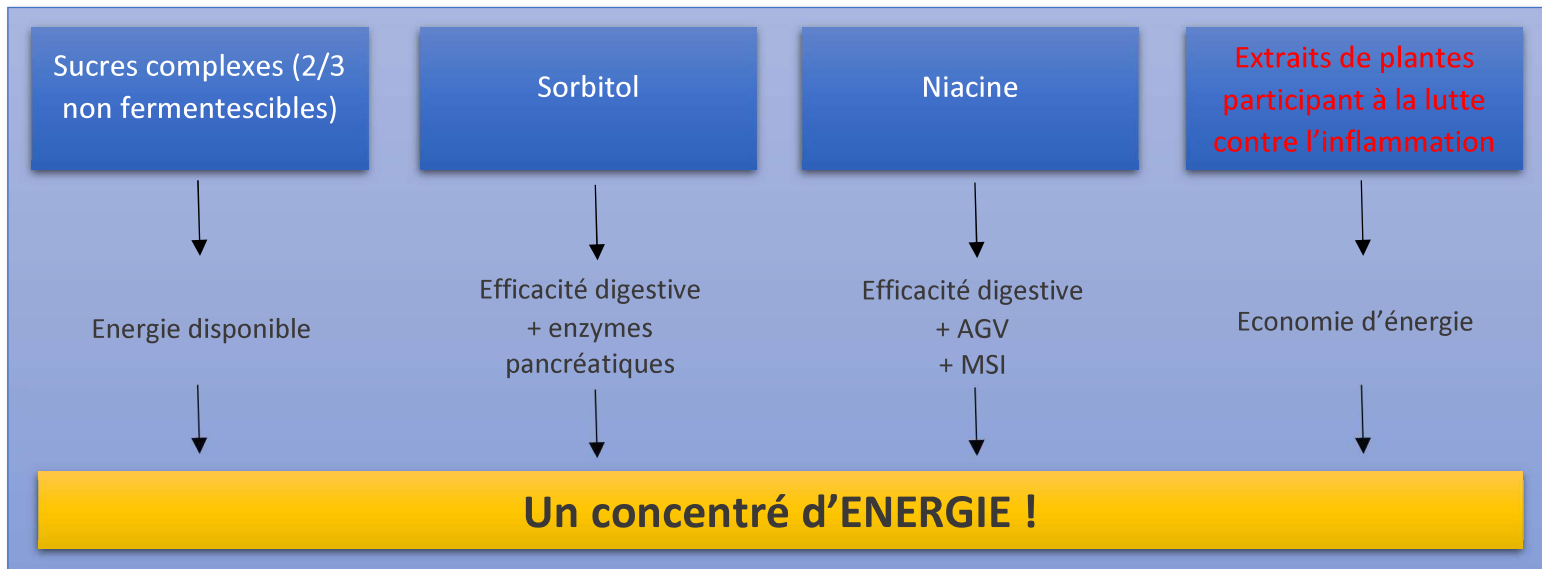 Sucres complexes (2/3
non fermentescibles)
Sorbitol
Niacine
Extraits de plantes
participant à la lutte
contre l’inflammation
Energie disponible
Efficacité digestive
+ enzymes
pancréatiques
Efficacité digestive
+ AGV
+ MSI
Economie d’énergie
Un concentré d’ENERGIE !